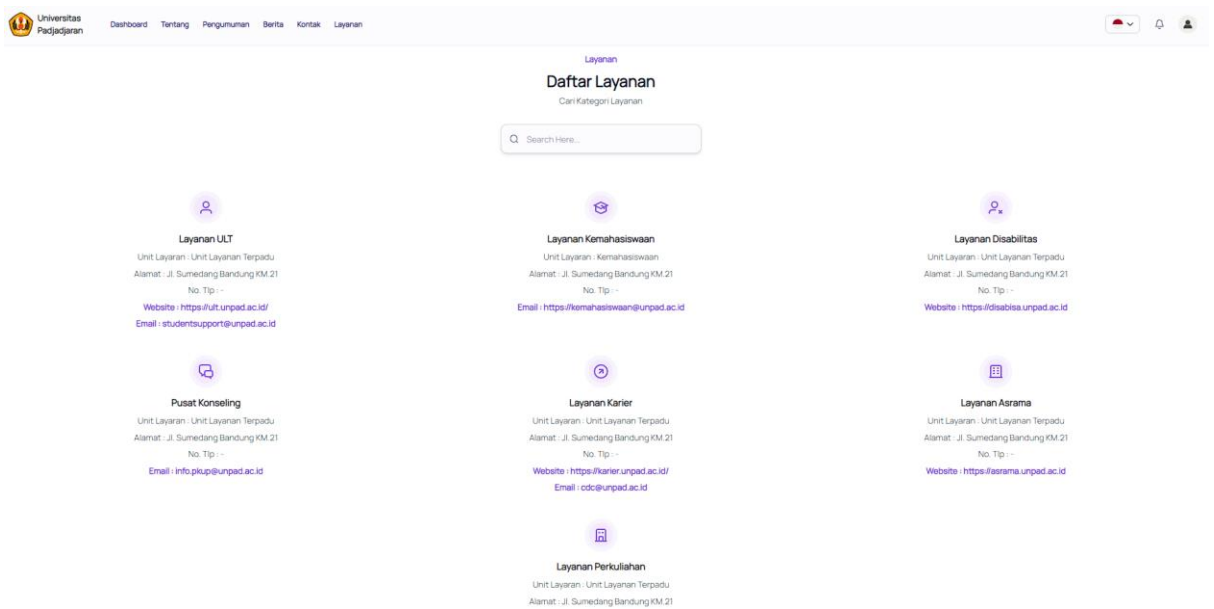 Universitas
Padjadjaran
Dashboard Tentang Pengumuman Berita Kontak Layanan
Layanan
Daftar Layanan
Cari Kategori Layanan
Search Here...
Layanan ULT
Unit Layaran : Unit Layanan Terpadu
Alamat : Jl. Sumedang Bandung KM.21
No. Tlp : -
Website : https://ult.unpad.ac.id/
Email : studentsupport@unpad.ac.id
Layanan Kemahasiswaan
Unit Layaran : Kemahasiswaan
Alamat : Jl. Sumedang Bandung KM.21
No. Tlp : -
Email : https://kemahasiswaan@unpad.ac.id
Layanan Disabilitas
Unit Layaran : Unit Layanan Terpadu
Alamat : Jl. Sumedang Bandung KM.21
No. Tlp : -
Website : https://disabisa.unpad.ac.id
Pusat Konseling
Unit Layaran : Unit Layanan Terpadu
Alamat : Jl. Sumedang Bandung KM.21
No. Tlp : -
Email : info.pkup@unpad.ac.id
Layanan Karier
Unit Layaran : Unit Layanan Terpadu
Alamat : Jl. Sumedang Bandung KM.21
No. Tlp : -
Website : https://karier.unpad.ac.id/
Email : cdc@unpad.ac.id
Layanan Asrama
Unit Layaran : Unit Layanan Terpadu
Alamat : Jl. Sumedang Bandung KM.21
No. Tlp : -
Website : https://asrama.unpad.ac.id
Layanan Perkuliahan
Unit Layaran : Unit Layanan Terpadu
Alamat : Jl. Sumedang Bandung KM.21